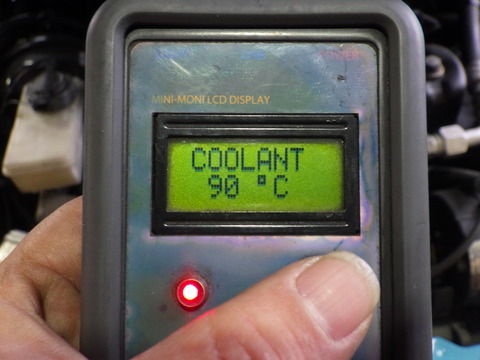 MINI-MONI LCD DISPLAY
COOLANT
90 °C